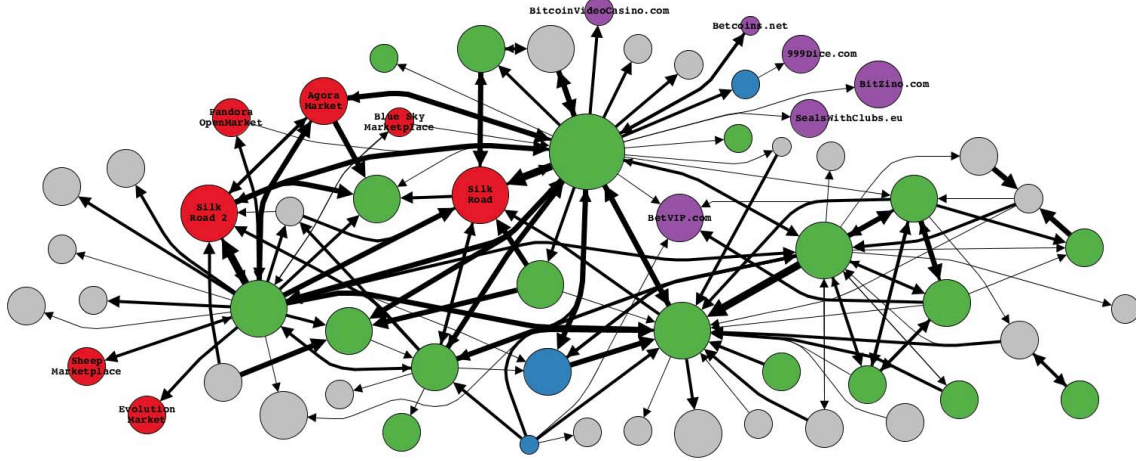 BitcoinVideoCasino.com
Betcoins.net
999Dice.com
BitZino.com
Agora
Market
Pandora
OpenMarket
Blue Sky
Marketplace
SealsWithClubs.eu
Silk
Road
Silk
Road 2
BetVIP.com
Sheep
Marketplace
Evolution
Market